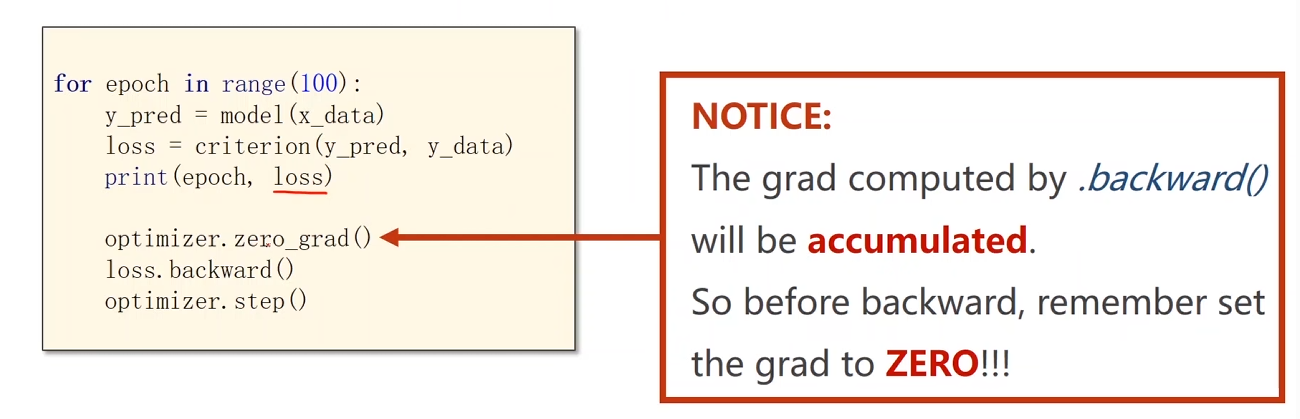 for epoch in range(100):
    y_pred = model(x_data)
    loss = criterion(y_pred, y_data)
    print(epoch, loss)
    optimizer.zero_grad()
    loss.backward()
    optimizer.step()
NOTICE:
The grad computed by .backward()
will be accumulated.
So before backward, remember set
the grad to ZERO!!!